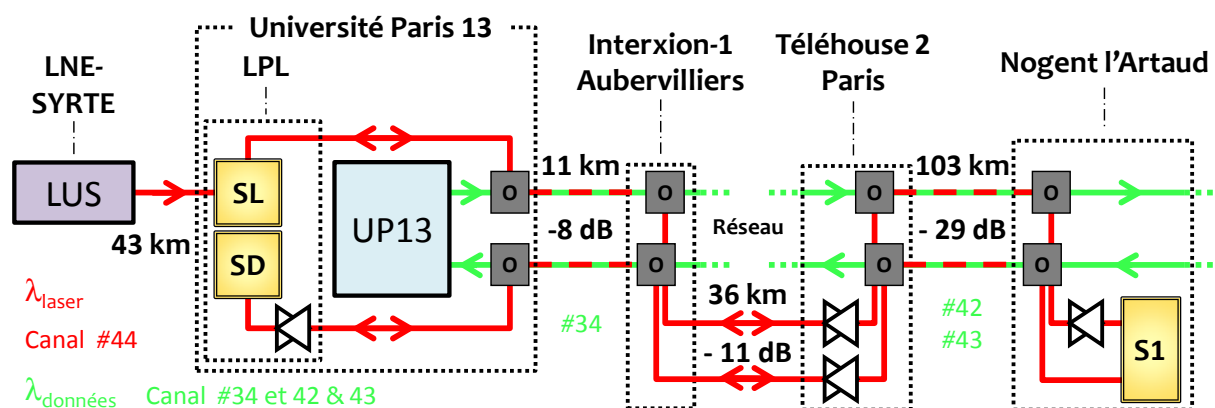 Université Paris 13
LNE-
SYRTE
LPL
Interxion-1
Aubervilliers
Téléhouse 2
Paris
Nogent l'Artaud
LUS
43 km
SL
SD
UP13
O
O
11 km
-8 dB
O
O
Réseau
36 km
- 11 dB
#34
O
O
103 km
- 29 dB
#42
#43
O
O
S1
λlaser
Canal #44
λdonnées Canal #34 et 42 & 43